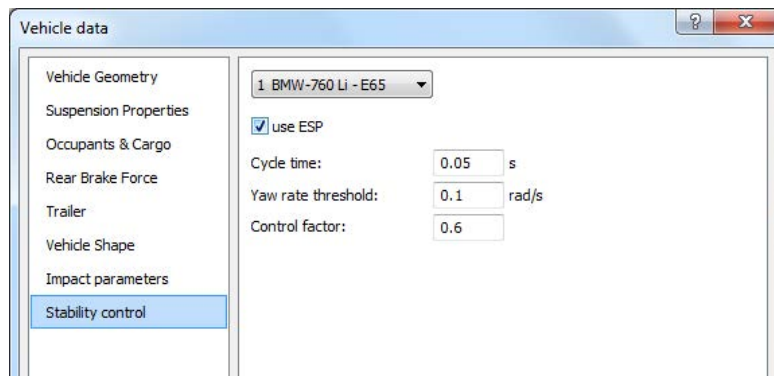 Vehicle data
Vehicle Geometry
Suspension Properties
Occupants & Cargo
Rear Brake Force
Trailer
Vehicle Shape
Impact parameters
Stability control
1 BMW-760 Li - E65
use ESP
Cycle time: 0.05 s
Yaw rate threshold: 0.1 rad/s
Control factor: 0.6